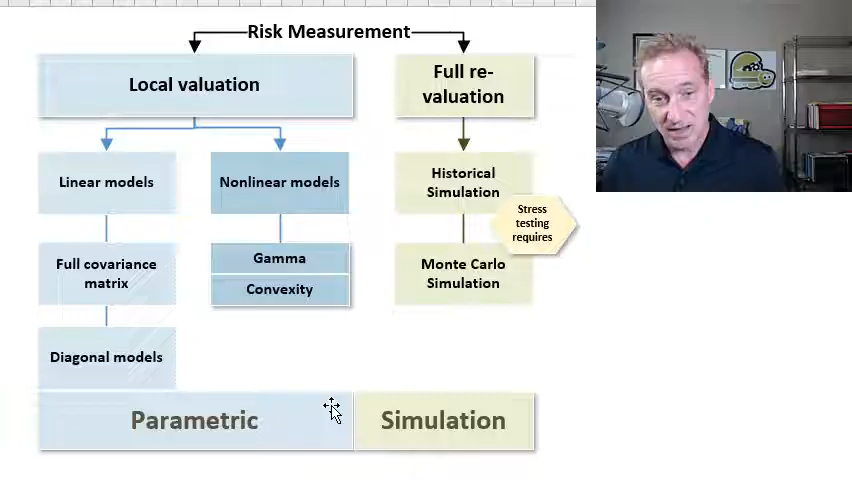 Risk Measurement
Local valuation
Full re-
valuation
Linear models
Nonlinear models
Historical
Simulation
Stress
testing
requires
Full covariance
matrix
Gamma
Convexity
Monte Carlo
Simulation
Diagonal models
Parametric
Simulation